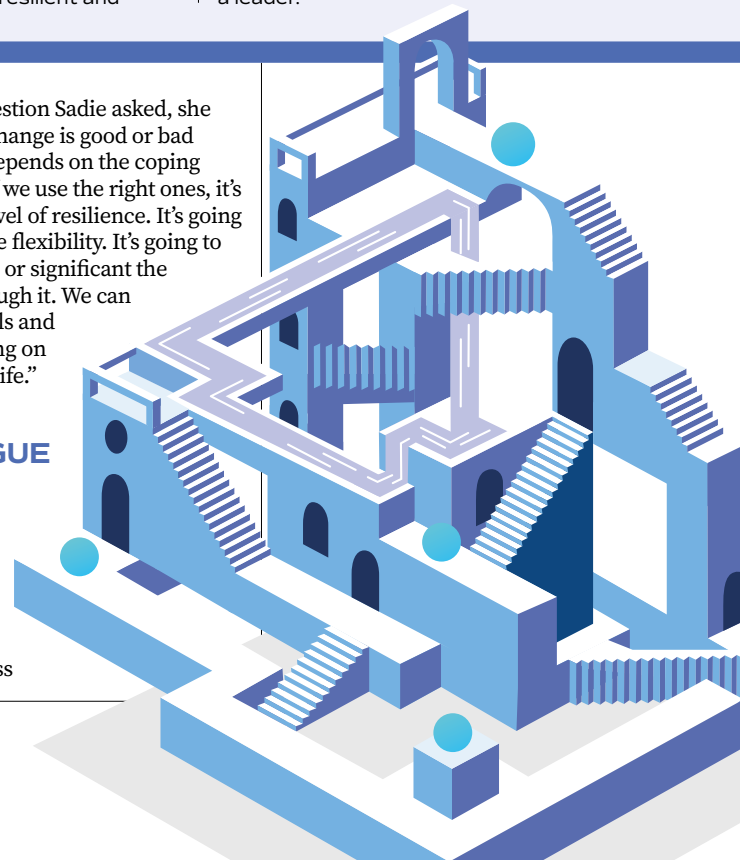 resilient and
a leader.
estion Sadie asked, she
hange is good or bad
epends on the coping
we use the right ones, it’s
vel of resilience. It’s going
e flexibility. It’s going to
or significant the
ugh it. We can
ls and
ng on
ife.”
GUE
ss